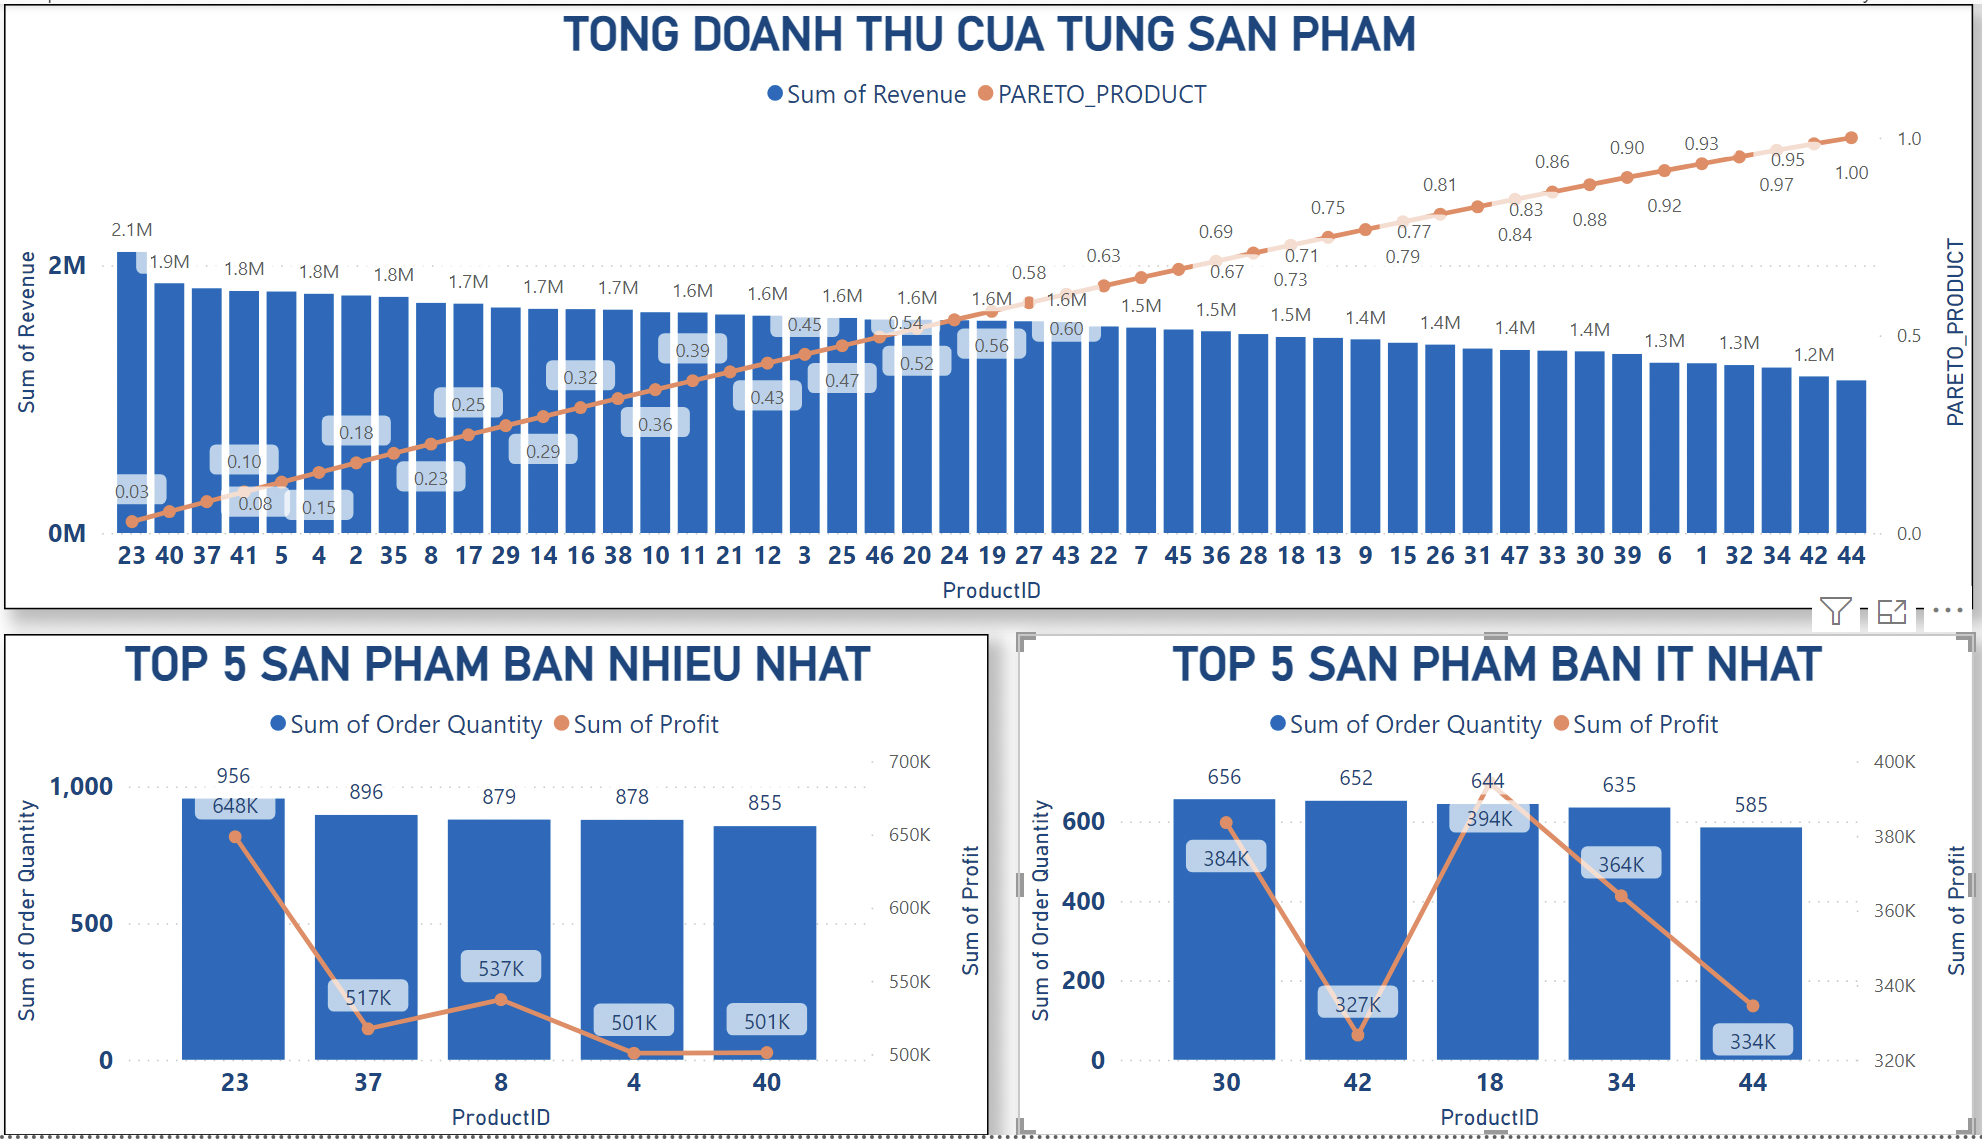 TONG DOANH THU CUA TUNG SAN PHAM
Sum of Revenue PARETO_PRODUCT
Sum of Revenue
2M
0M
2.1M 1.9M 1.8M 1.8M 1.8M 1.7M 1.7M 1.7M 1.6M 1.6M 1.6M 1.6M 1.6M 1.6M 1.5M 1.5M 1.5M 1.4M 1.4M 1.4M 1.4M 1.3M 1.3M 1.2M
0.03 0.10 0.08 0.15 0.18 0.23 0.25 0.29 0.32 0.36 0.39 0.43 0.45 0.47 0.54 0.52 0.56 0.58 0.60 0.63 0.69 0.67 0.71 0.73 0.75 0.77 0.79 0.81 0.83 0.84 0.86 0.88 0.90 0.92 0.93 0.95 0.97 1.00
1.0
0.5
0.0
PARETO_PRODUCT
23 40 37 41 5 4 2 35 8 17 29 14 16 38 10 11 21 12 3 25 46 20 24 19 27 43 22 7 45 36 28 18 13 9 15 26 31 47 33 30 39 6 1 32 34 42 44
ProductID
TOP 5 SAN PHAM BAN NHIEU NHAT
Sum of Order Quantity Sum of Profit
Sum of Order Quantity
1,000
500
0
956 896 879 878 855
648K 517K 537K 501K 501K
700K
650K
600K
550K
500K
Sum of Profit
23 37 8 4 40
ProductID
TOP 5 SAN PHAM BAN IT NHAT
Sum of Order Quantity Sum of Profit
Sum of Order Quantity
600
400
200
0
656 652 644 635 585
384K 327K 394K 364K 334K
400K
380K
360K
340K
320K
Sum of Profit
30 42 18 34 44
ProductID